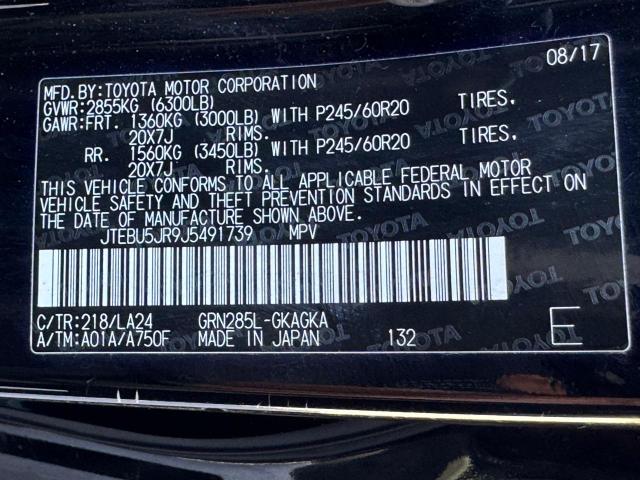 08/17
MFD.BY:TOYOTA MOTOR CORPORATION
GVWR:2855KG (6300LB)
GAWR:FRT. 1360KG (3000LB) WITH P245/60R20 TIRES,
20X7J RIMS.
RR. 1560KG (3450LB) WITH P245/60R20 TIRES,
20X7J RIMS.
THIS VEHICLE CONFORMS TO ALL APPLICABLE FEDERAL MOTOR
VEHICLE SAFETY AND THEFT PREVENTION STANDARDS IN EFFECT ON
THE DATE OF MANUFACTURE SHOWN ABOVE.
JTEBU5JR9J5491739 MPV
C/TR:218/LA24 GRN285L-GKAGKA
A/TM:A01A/A750F MADE IN JAPAN 132 E